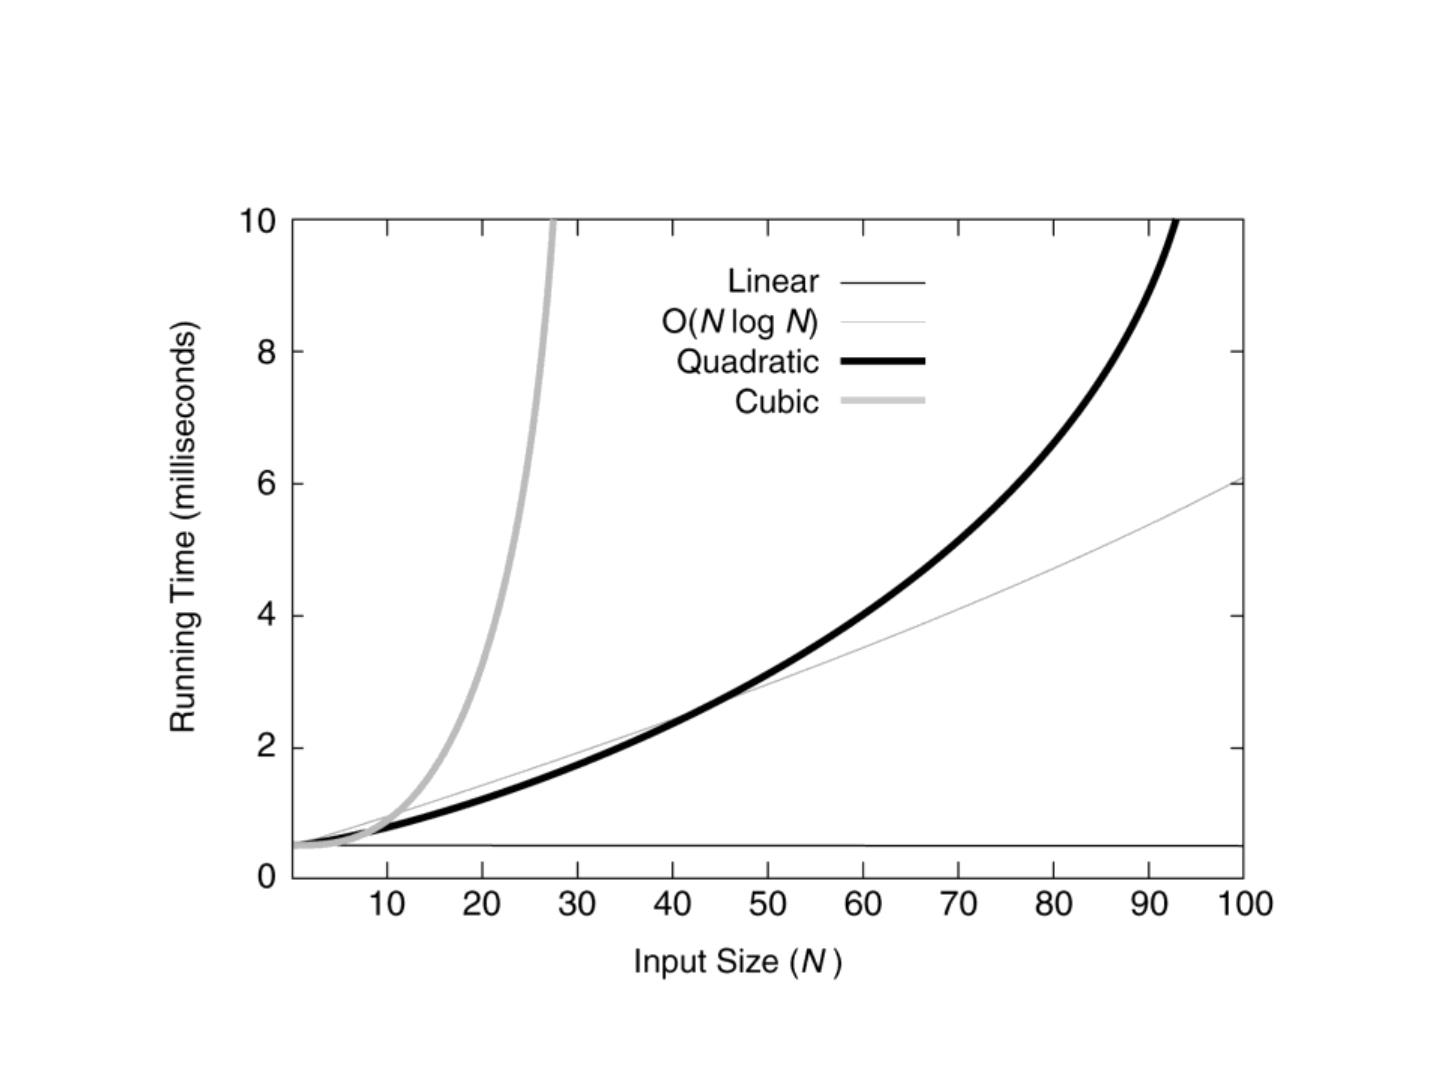 10
8
6
4
2
0
Running Time (milliseconds)
Linear
O(N log N)
Quadratic
Cubic
10 20 30 40 50 60 70 80 90 100
Input Size (N)